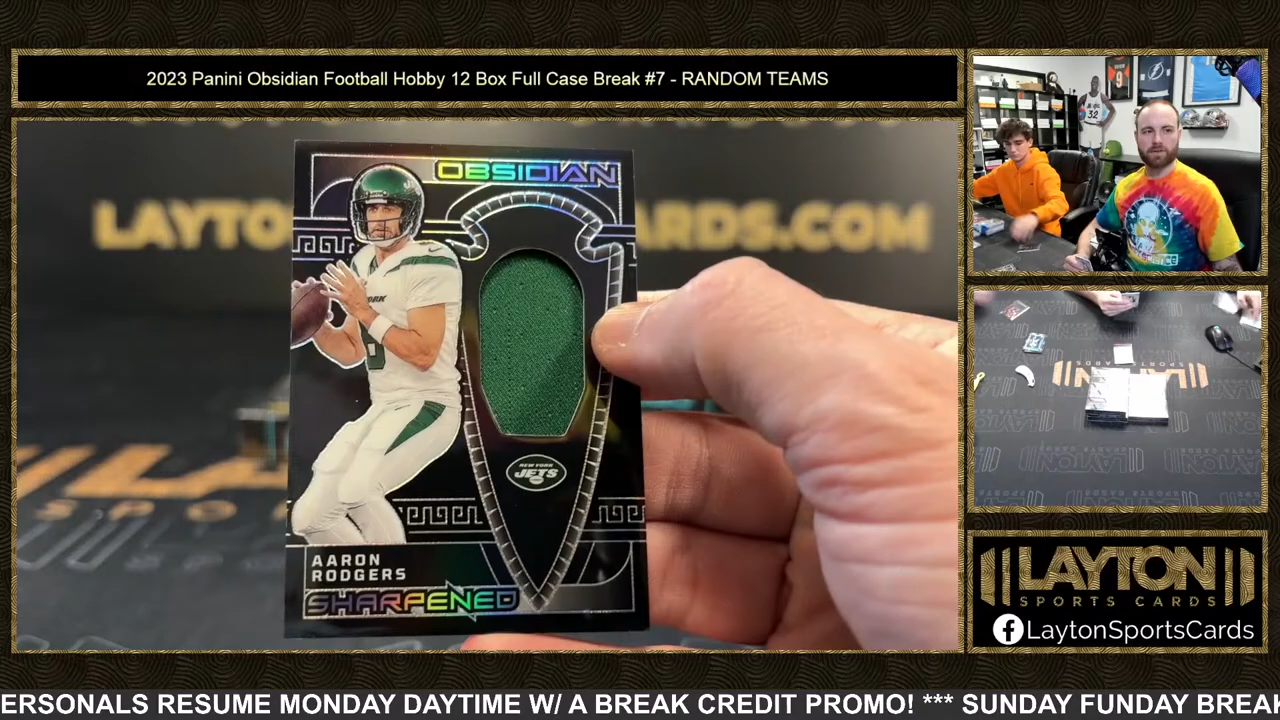 2023 Panini Obsidian Football Hobby 12 Box Full Case Break #7 - RANDOM TEAMS
OBSIDIAN
NEW YORK
JETS
AARON
RODGERS
SHARPENED
LAYTON
SPORTS CARDS
LaytonSportsCards
ERSONALS RESUME MONDAY DAYTIME W/ A BREAK CREDIT PROMO! *** SUNDAY FUNDAY BREAK